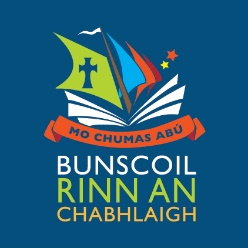 MO CHUMAS ABÚ
BUNSCOIL
RINN AN
CHABHLAIGH